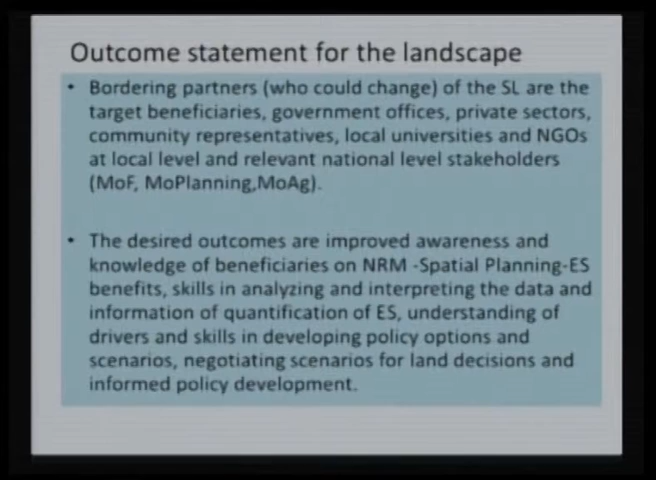 Outcome statement for the landscape
• Bordering partners (who could change) of the SL are the
target beneficiaries, government offices, private sectors,
community representatives, local universities and NGOs
at local level and relevant national level stakeholders
(MoF, MoPlanning,MoAg).
• The desired outcomes are improved awareness and
knowledge of beneficiaries on NRM -Spatial Planning-ES
benefits, skills in analyzing and interpreting the data and
information of quantification of ES, understanding of
drivers and skills in developing policy options and
scenarios, negotiating scenarios for land decisions and
informed policy development.